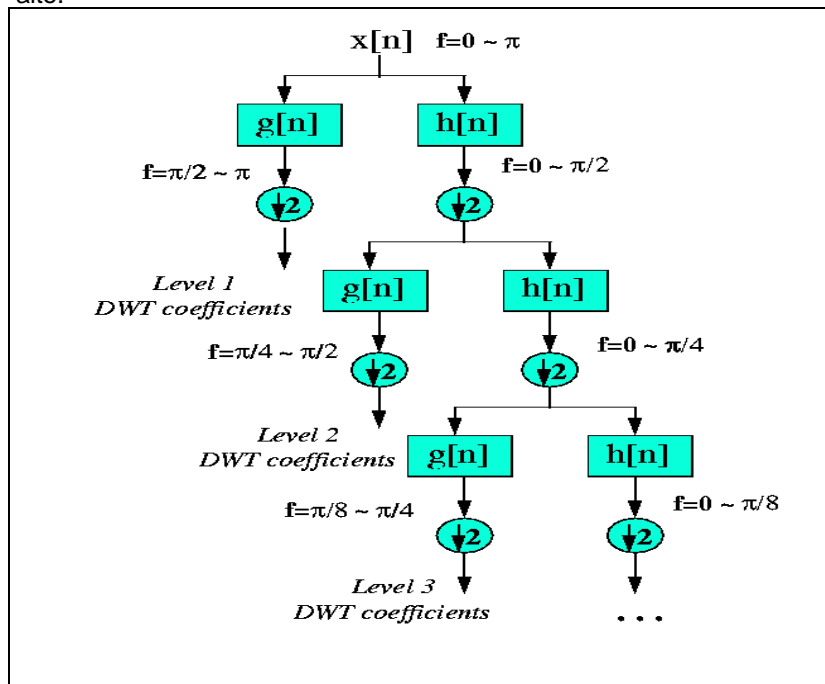 alto.
x[n] f=0 ~ π
g[n] h[n]
f=π/2 ~ π f=0 ~ π/2
↓2 ↓2
Level 1
DWT coefficients
g[n] h[n]
f=π/4 ~ π/2 f=0 ~ π/4
↓2 ↓2
Level 2
DWT coefficients
g[n] h[n]
f=π/8 ~ π/4 f=0 ~ π/8
↓2 ↓2
Level 3
DWT coefficients
. . .